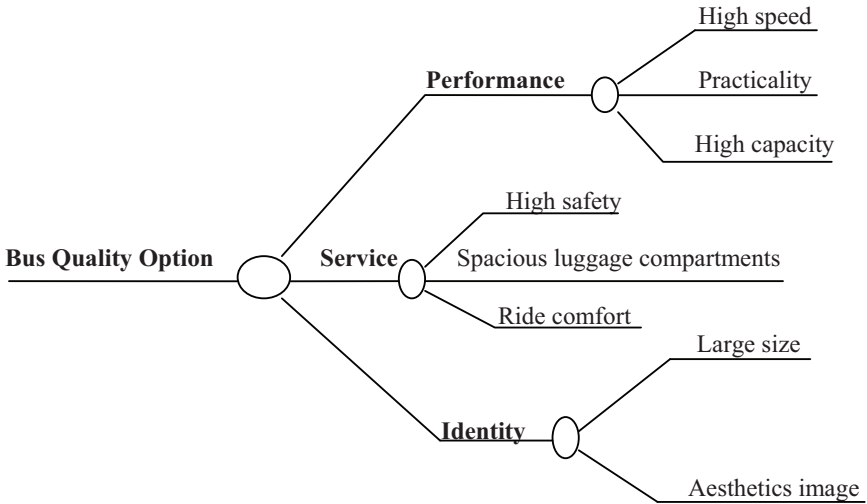 High speed
Performance
Practicality
High capacity
High safety
Bus Quality Option
Service
Spacious luggage compartments
Ride comfort
Large size
Identity
Aesthetics image